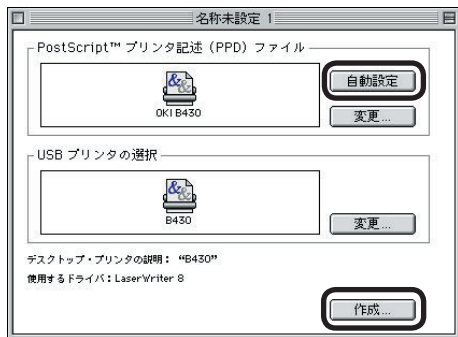 名称未設定 1
PostScript™ プリンタ記述（PPD）ファイル
自動設定
OKI B430
変更...
USB プリンタの選択
B430
変更...
デスクトップ・プリンタの説明： “B430”
使用するドライバ：LaserWriter 8
作成...